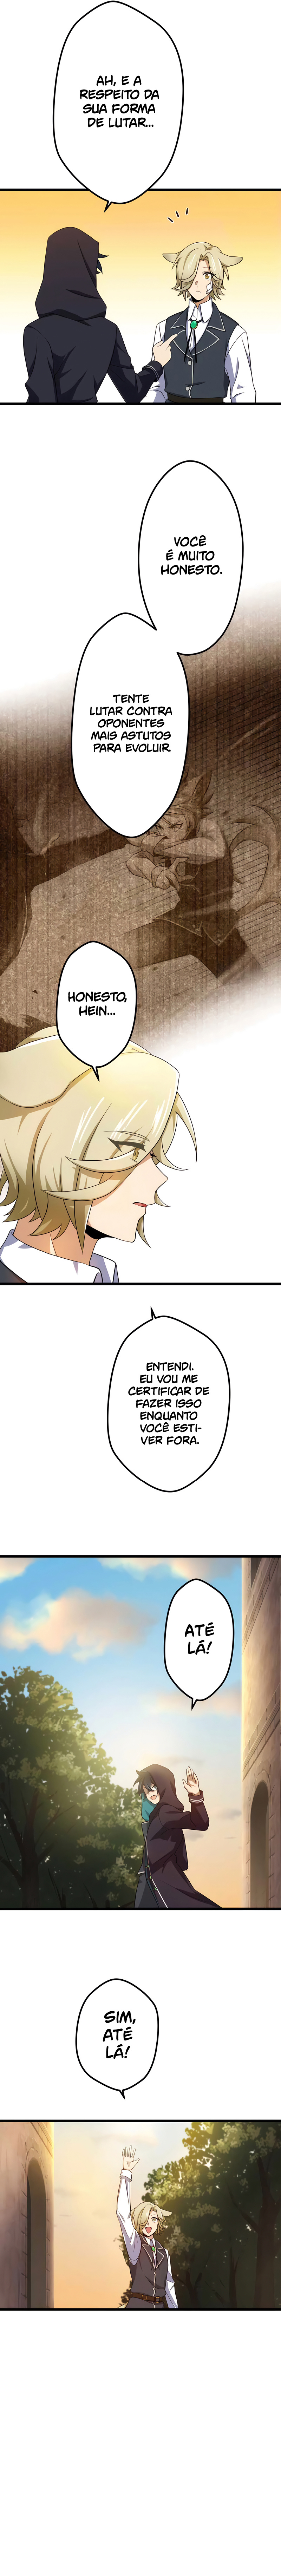 AH, E A
RESPEITO DA
SUA FORMA
DE LUTAR...
VOCÊ
É MUITO
HONESTO.
TENTE
LUTAR CONTRA
OPONENTES
MAIS ASTUTOS
PARA EVOLUIR.
HONESTO,
HEIN...
ENTENDI.
EU VOU ME
CERTIFICAR DE
FAZER ISSO
ENQUANTO
VOCÊ ESTI-
VER FORA.
ATÉ
LÁ!
SIM,
ATÉ
LÁ!